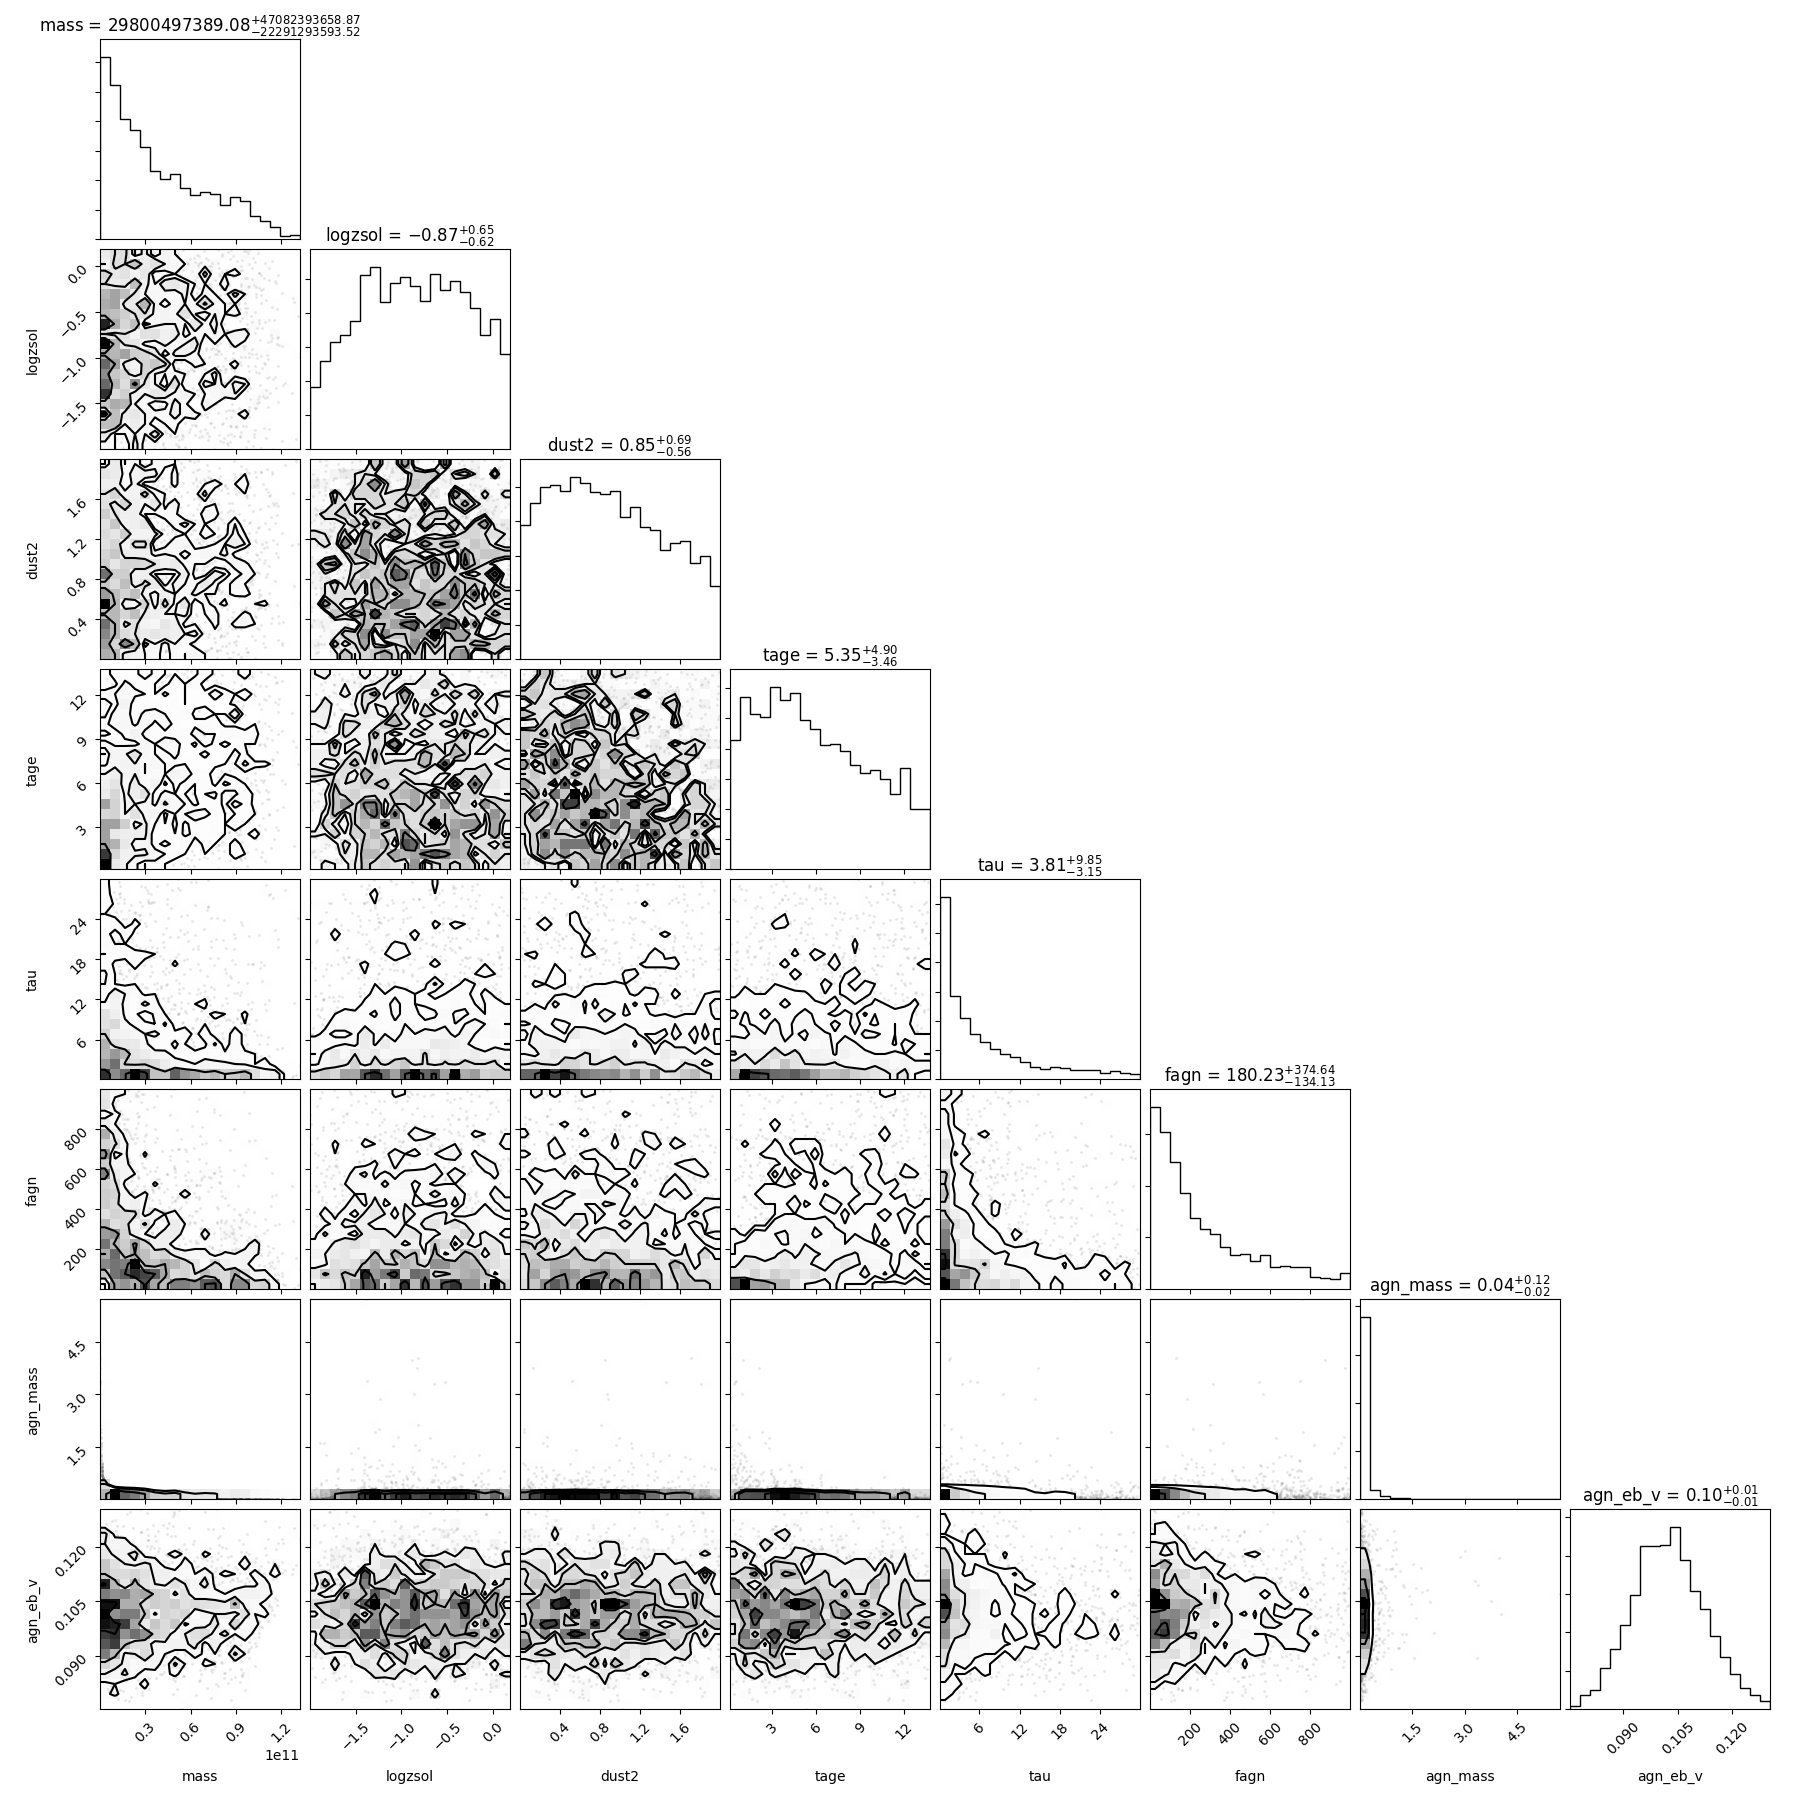 mass = 29800497389.08+47082393658.87−22291293593.52
logzsol = −0.87+0.65−0.62
0.0
−0.5
−1.0
−1.5
logzsol
dust2 = 0.85+0.69−0.56
1.6
1.2
0.8
0.4
dust2
tage = 5.35+4.90−3.46
12
9
6
3
tage
tau = 3.81+9.85−3.15
24
18
12
6
tau
fagn = 180.23+374.64−134.13
800
600
400
200
fagn
agn_mass = 0.04+0.12−0.02
4.5
3.0
1.5
agn_mass
agn_eb_v = 0.10+0.01−0.01
0.120
0.105
0.090
agn_eb_v
0.3 0.6 0.9 1.2 −1.5 −1.0 −0.5 0.0 0.4 0.8 1.2 1.6 3 6 9 12 6 12 18 24 200 400 600 800 1.5 3.0 4.5 0.090 0.105 0.120
1e11
mass logzsol dust2 tage tau fagn agn_mass agn_eb_v